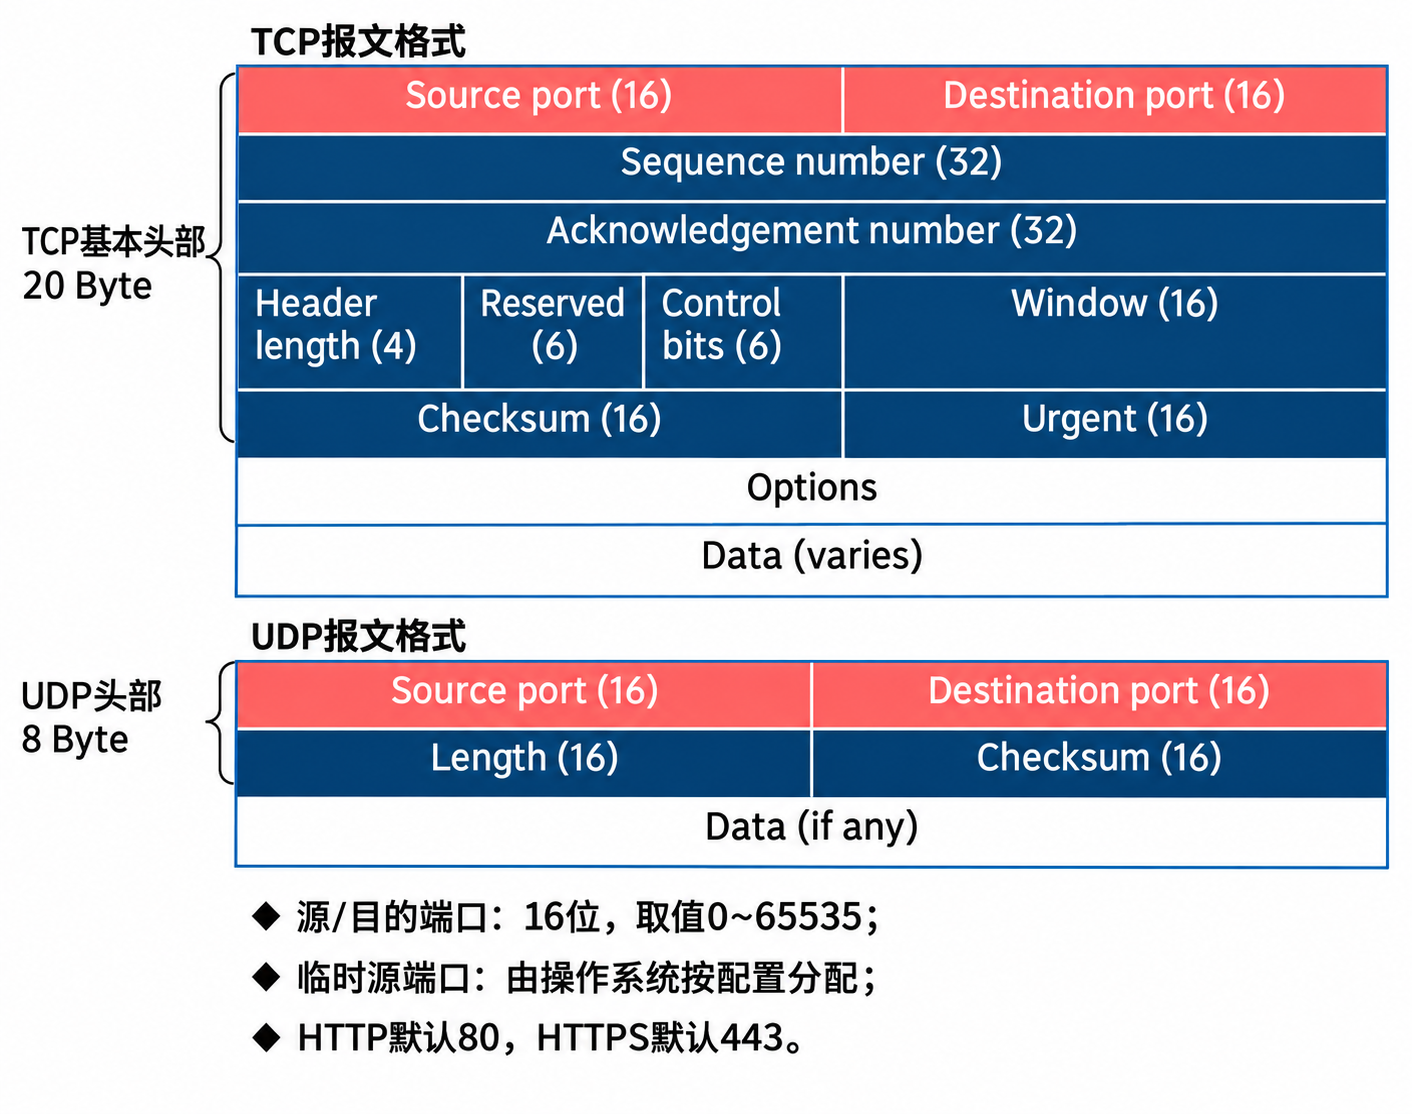 TCP报文格式
Source port (16) Destination port (16)
Sequence number (32)
TCP基本头部
20 Byte
Acknowledgement number (32)
Header
length (4)
Reserved
(6)
Control
bits (6)
Window (16)
Checksum (16) Urgent (16)
Options
Data (varies)
UDP报文格式
UDP头部
8 Byte
Source port (16) Destination port (16)
Length (16) Checksum (16)
Data (if any)
◆ 源/目的端口：16位，取值0~65535；
◆ 临时源端口：由操作系统按配置分配；
◆ HTTP默认80，HTTPS默认443。